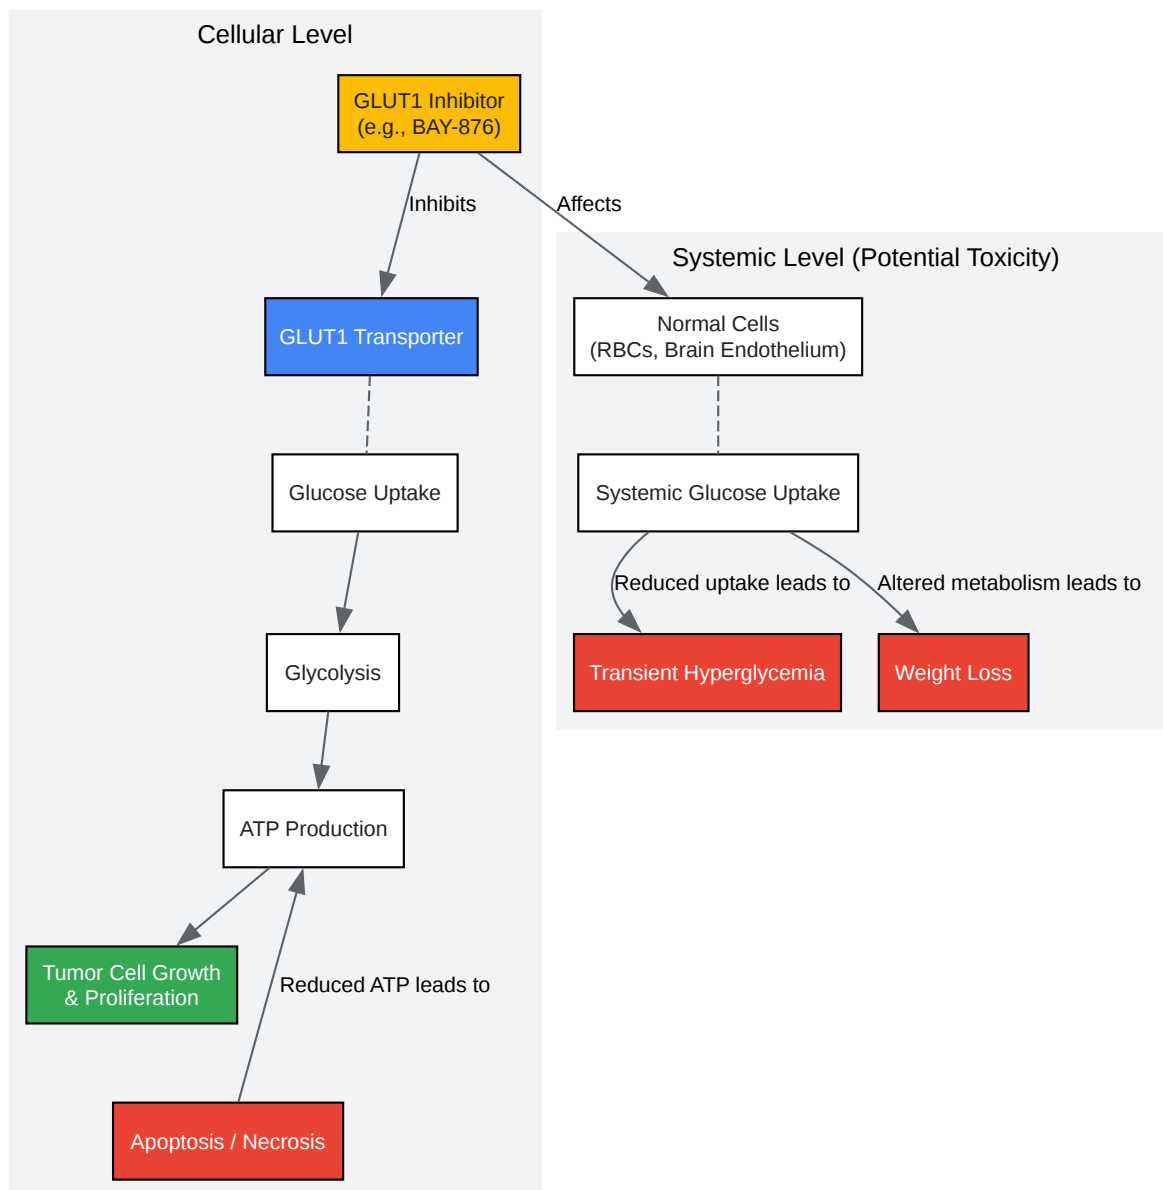 Cellular Level
GLUT1 Inhibitor
(e.g., BAY-876)
Inhibits
Affects
Systemic Level (Potential Toxicity)
GLUT1 Transporter
Normal Cells
(RBCs, Brain Endothelium)
Glucose Uptake
Systemic Glucose Uptake
Reduced uptake leads to
Altered metabolism leads to
Glycolysis
Transient Hyperglycemia
Weight Loss
ATP Production
Tumor Cell Growth
& Proliferation
Reduced ATP leads to
Apoptosis / Necrosis